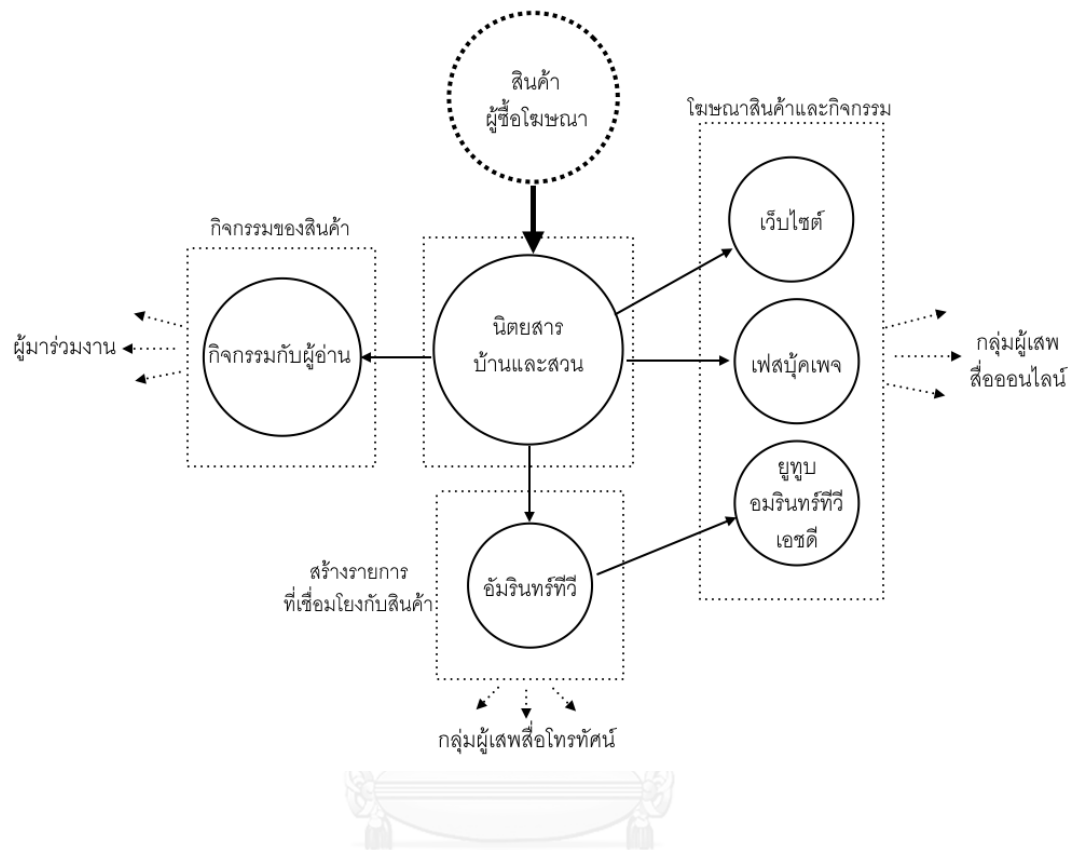 สินค้า
ผู้ซื้อโฆษณา
โฆษณาสินค้าและกิจกรรม
เว็บไซต์
กิจกรรมของสินค้า
นิตยสาร
บ้านและสวน
กิจกรรมกับผู้อ่าน
ผู้มาร่วมงาน
เฟสบุ้คเพจ
กลุ่มผู้เสพ
สื่อออนไลน์
ยูทูบ
อมรินทร์ทีวี
เอชดี
สร้างรายการ
ที่เชื่อมโยงกับสินค้า
อัมรินทร์ทีวี
กลุ่มผู้เสพสื่อโทรทัศน์